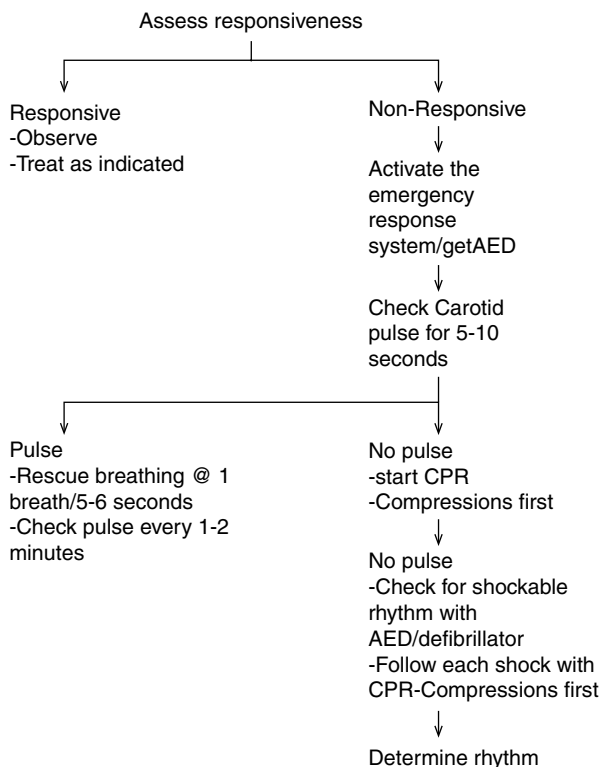 Assess responsiveness
Responsive
-Observe
-Treat as indicated
Non-Responsive
Activate the
emergency
response
system/getAED
Check Carotid
pulse for 5-10
seconds
Pulse
-Rescue breathing @ 1
breath/5-6 seconds
-Check pulse every 1-2
minutes
No pulse
-start CPR
-Compressions first
No pulse
-Check for shockable
rhythm with
AED/defibrillator
-Follow each shock with
CPR-Compressions first
Determine rhythm